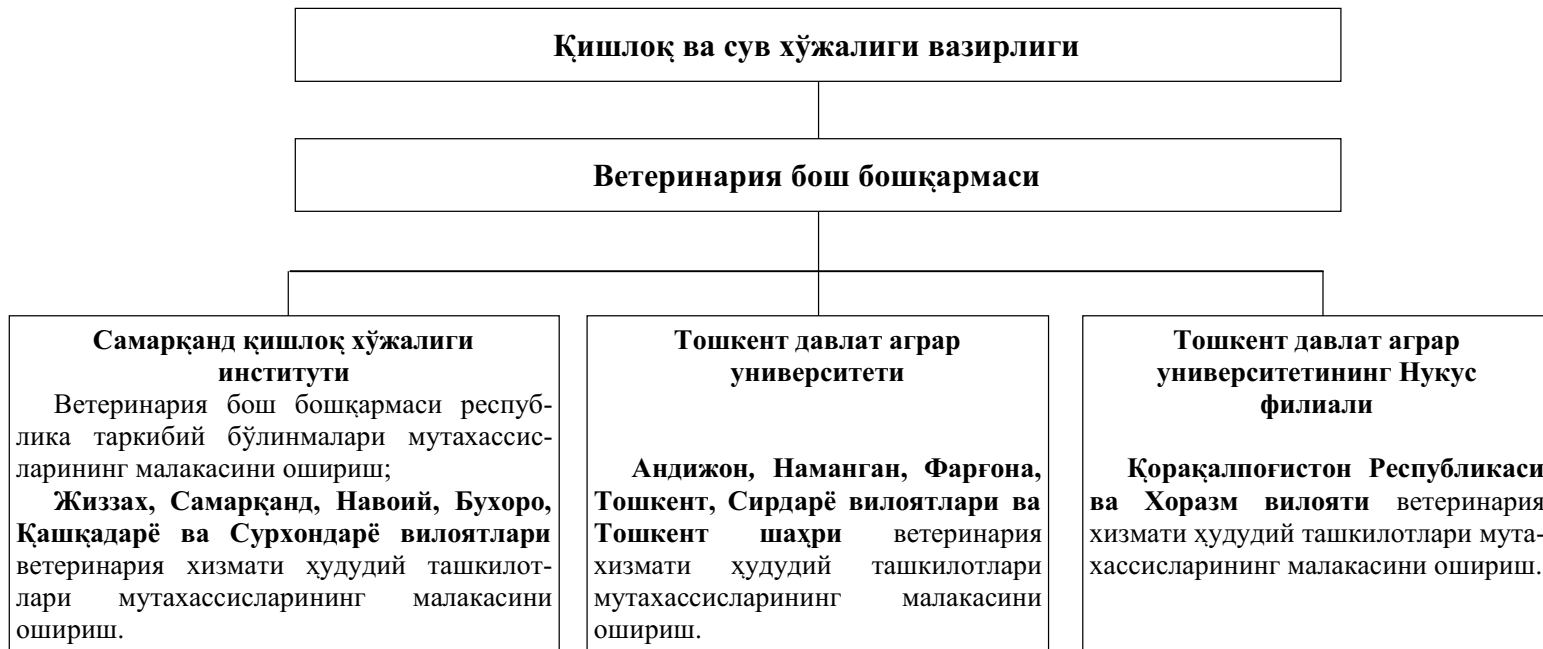 Қишлоқ ва сув хўжалиги вазирлиги
Ветеринария бош бошқармаси
Самарқанд қишлоқ хўжалиги
институти
Ветеринария бош бошқармаси респуб-
лика таркибий бўлинмалари мутахассис-
ларининг малакасини ошириш;
Жиззах, Самарқанд, Навоий, Бухоро,
Қашқадарё ва Сурхондарё вилоятлари
ветеринария хизмати ҳудудий ташкилот-
лари мутахассисларининг малакасини
ошириш.
Тошкент давлат аграр
университети
Андижон, Наманган, Фарғона,
Тошкент, Сирдарё вилоятлари ва
Тошкент шаҳри ветеринария
хизмати ҳудудий ташкилотлари
мутахассисларининг малакасини
ошириш.
Тошкент давлат аграр
университетининг Нукус
филиали
Қорақалпоғистон Республикаси
ва Хоразм вилояти ветеринария
хизмати ҳудудий ташкилотлари мута-
хассисларининг малакасини ошириш.